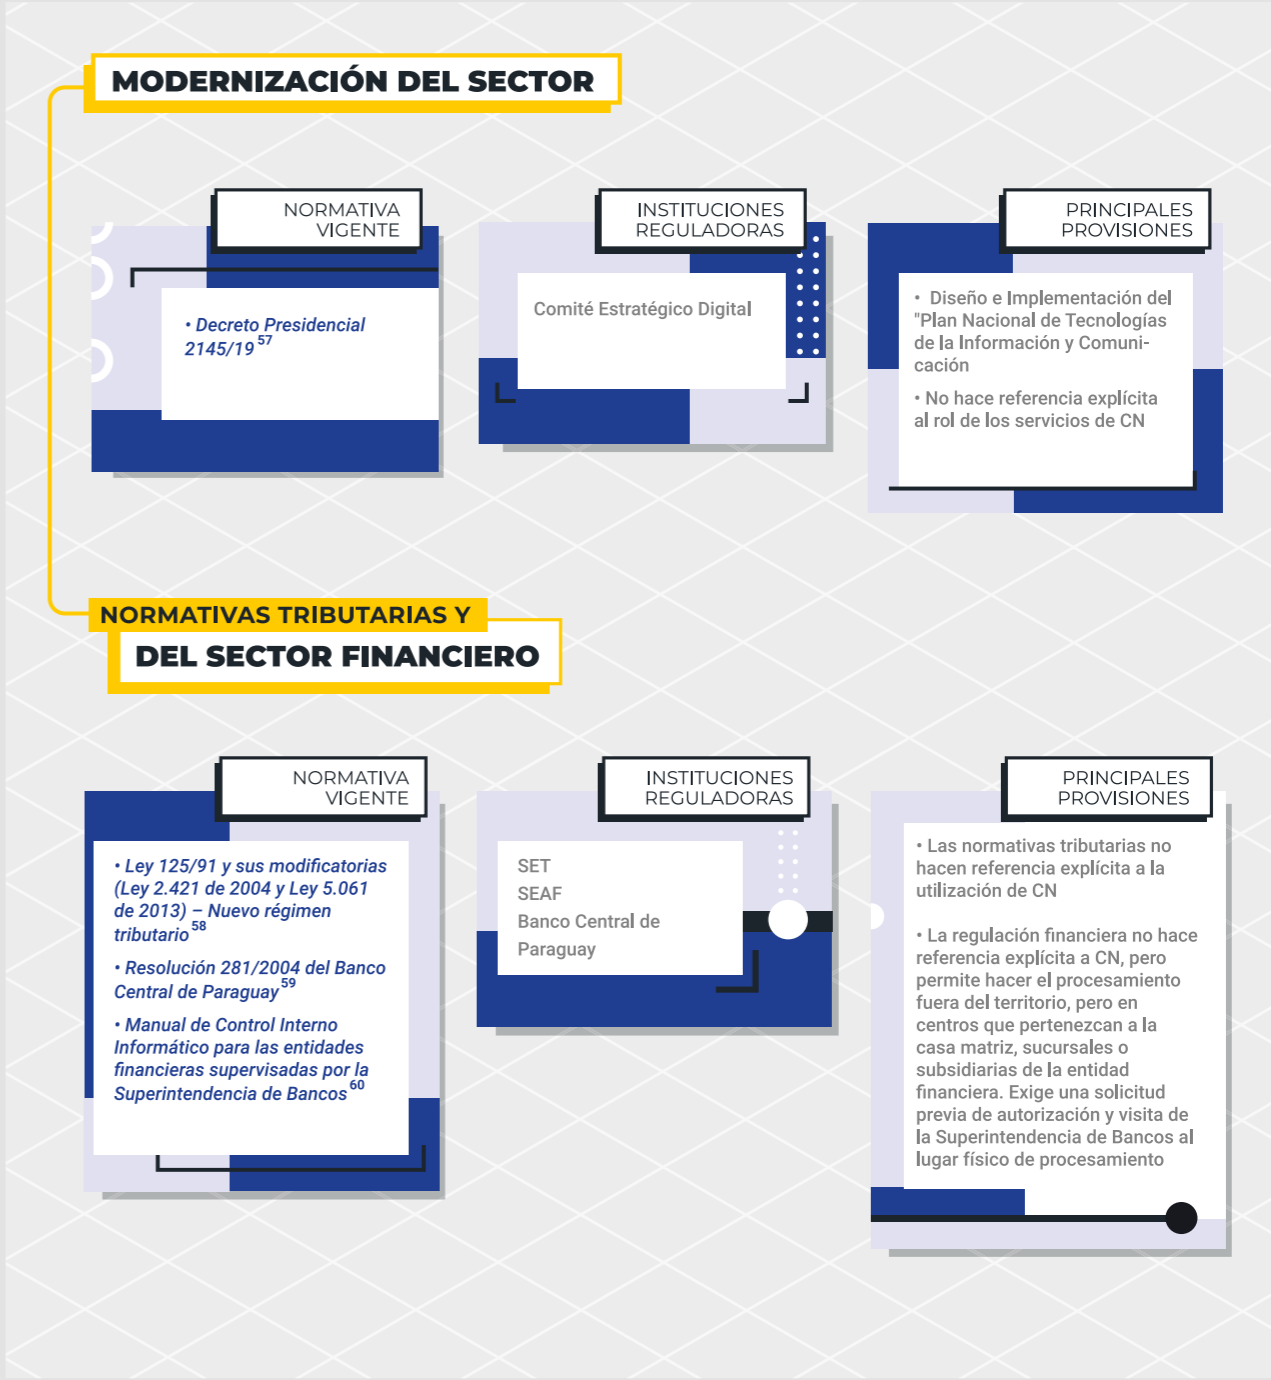 MODERNIZACIÓN DEL SECTOR
NORMATIVA
VIGENTE
• Decreto Presidencial
2145/19 57
INSTITUCIONES
REGULADORAS
Comité Estratégico Digital
PRINCIPALES
PROVISIONES
• Diseño e Implementación del
"Plan Nacional de Tecnologías
de la Información y Comuni-
cación
• No hace referencia explícita
al rol de los servicios de CN
NORMATIVAS TRIBUTARIAS Y
DEL SECTOR FINANCIERO
NORMATIVA
VIGENTE
• Ley 125/91 y sus modificatorias
(Ley 2.421 de 2004 y Ley 5.061
de 2013) – Nuevo régimen
tributario 58
• Resolución 281/2004 del Banco
Central de Paraguay 59
• Manual de Control Interno
Informático para las entidades
financieras supervisadas por la
Superintendencia de Bancos 60
INSTITUCIONES
REGULADORAS
SET
SEAF
Banco Central de
Paraguay
PRINCIPALES
PROVISIONES
• Las normativas tributarias no
hacen referencia explícita a la
utilización de CN
• La regulación financiera no hace
referencia explícita a CN, pero
permite hacer el procesamiento
fuera del territorio, pero en
centros que pertenezcan a la
casa matriz, sucursales o
subsidiarias de la entidad
financiera. Exige una solicitud
previa de autorización y visita de
la Superintendencia de Bancos al
lugar físico de procesamiento